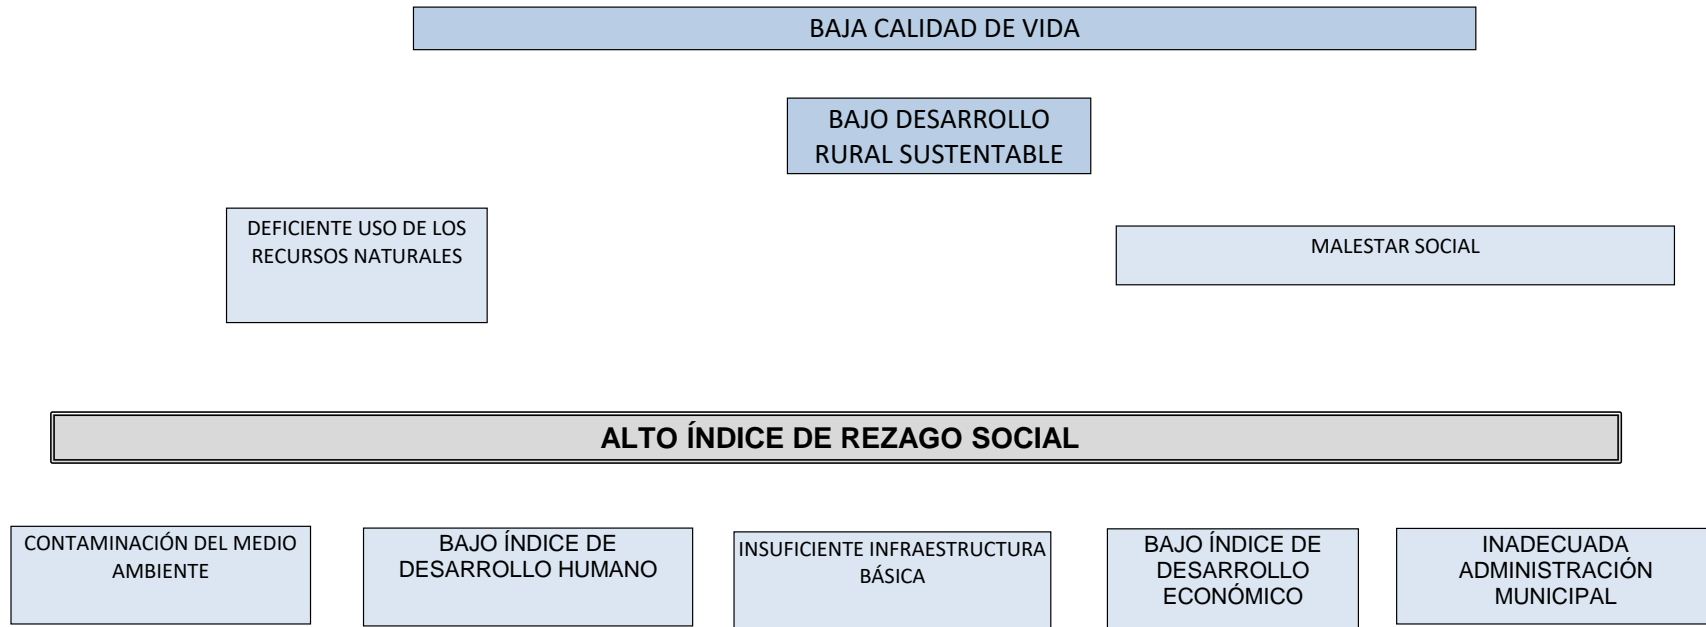 BAJA CALIDAD DE VIDA
BAJO DESARROLLO
RURAL SUSTENTABLE
DEFICIENTE USO DE LOS
RECURSOS NATURALES
MALESTAR SOCIAL
ALTO ÍNDICE DE REZAGO SOCIAL
CONTAMINACIÓN DEL MEDIO
AMBIENTE
BAJO ÍNDICE DE
DESARROLLO HUMANO
INSUFICIENTE INFRAESTRUCTURA
BÁSICA
BAJO ÍNDICE DE
DESARROLLO
ECONÓMICO
INADECUADA
ADMINISTRACIÓN
MUNICIPAL